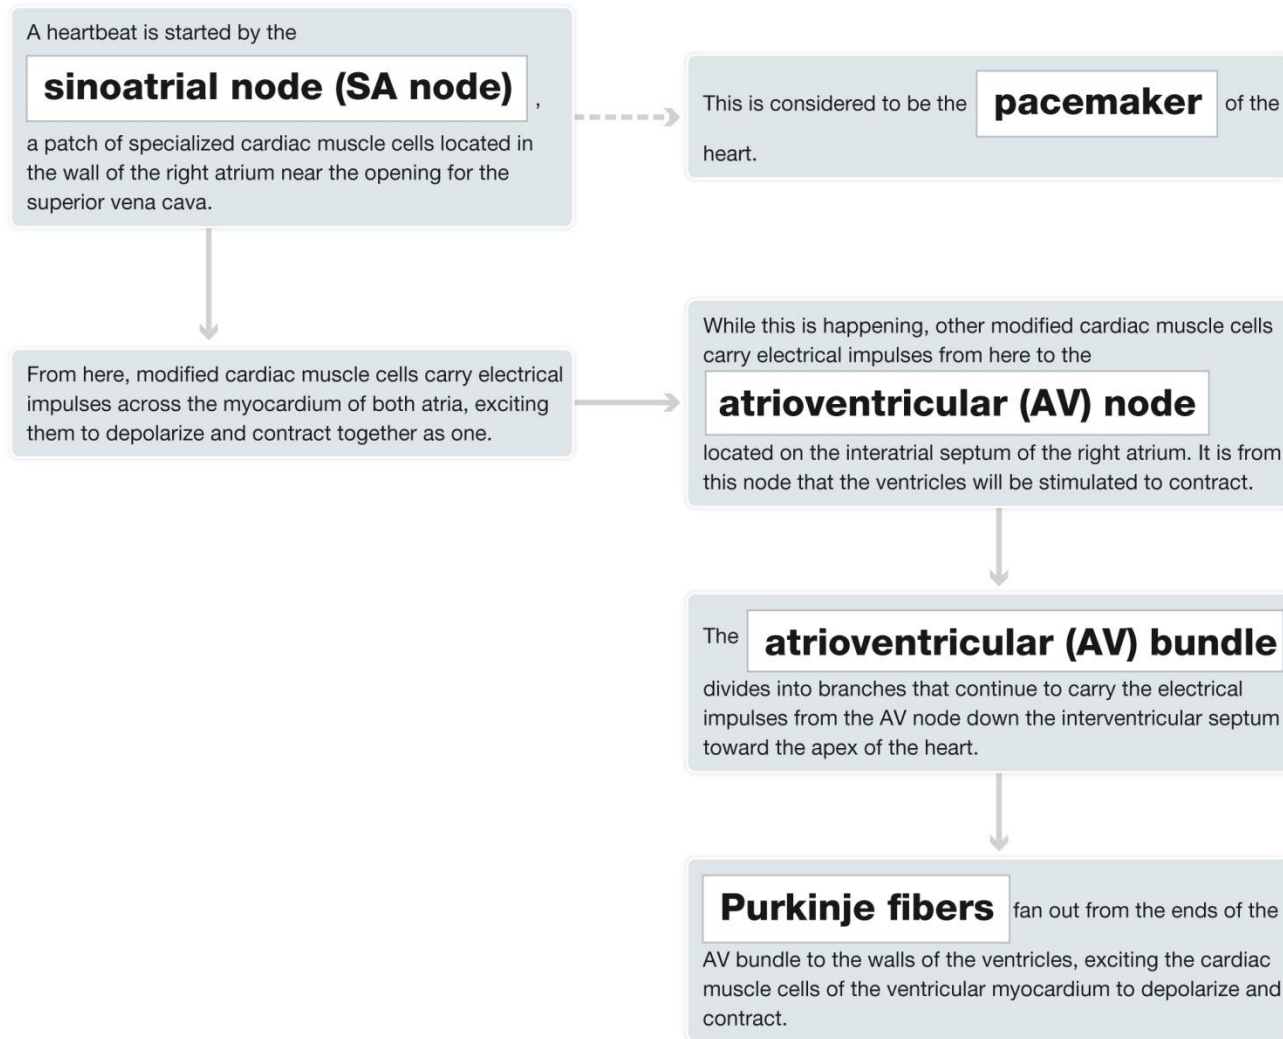 A heartbeat is started by the
sinoatrial node (SA node) ,
a patch of specialized cardiac muscle cells located in
the wall of the right atrium near the opening for the
superior vena cava.
This is considered to be the pacemaker of the
heart.
From here, modified cardiac muscle cells carry electrical
impulses across the myocardium of both atria, exciting
them to depolarize and contract together as one.
While this is happening, other modified cardiac muscle cells
carry electrical impulses from here to the
atrioventricular (AV) node
located on the interatrial septum of the right atrium. It is from
this node that the ventricles will be stimulated to contract.
The atrioventricular (AV) bundle
divides into branches that continue to carry the electrical
impulses from the AV node down the interventricular septum
toward the apex of the heart.
Purkinje fibers fan out from the ends of the
AV bundle to the walls of the ventricles, exciting the cardiac
muscle cells of the ventricular myocardium to depolarize and
contract.